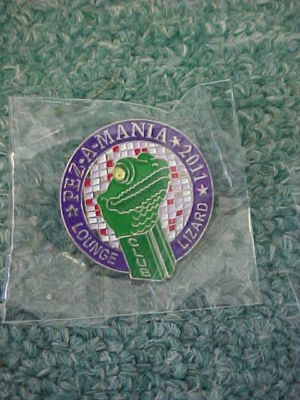 ★ PEZ·A·MANIA ★ 2011 ★
LOUNGE LIZARD
CLUB